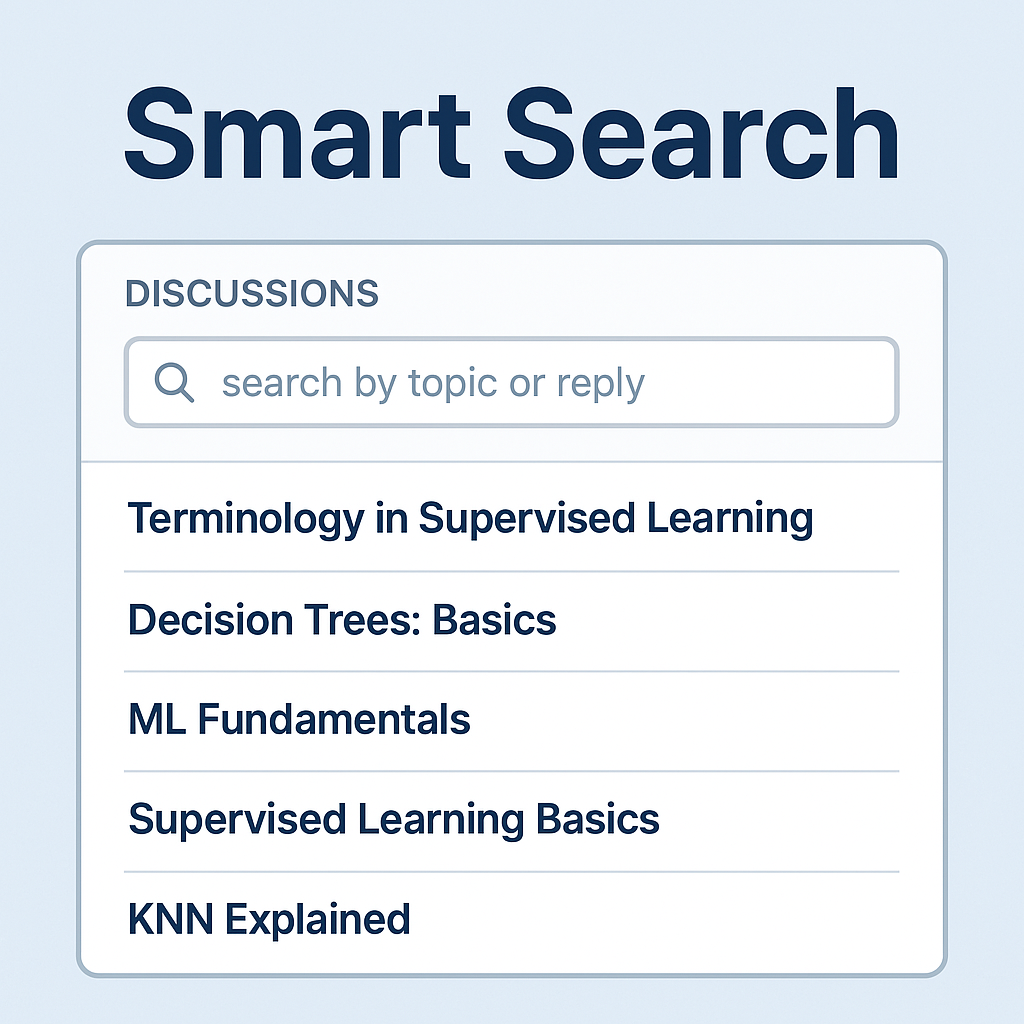 Smart Search
DISCUSSIONS
search by topic or reply
Terminology in Supervised Learning
Decision Trees: Basics
ML Fundamentals
Supervised Learning Basics
KNN Explained